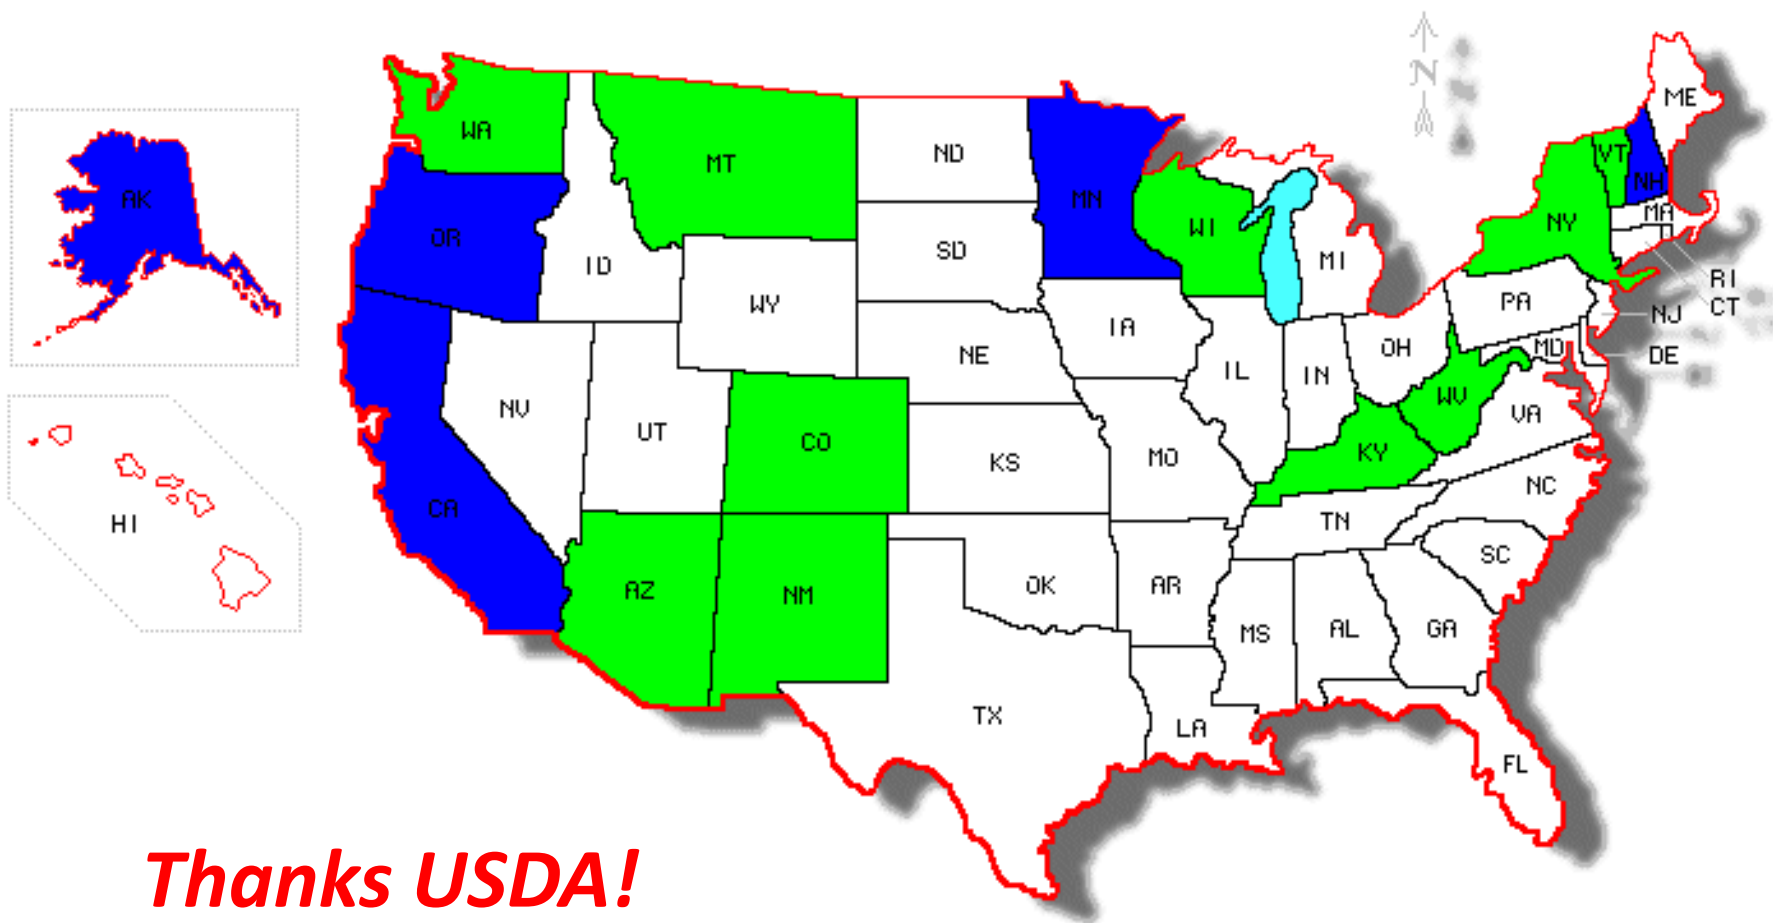 N
ME
WA
VT
NH
MT
ND
AK
MN
MA
NY
WI
OR
SD
ID
MI
RI
PA
WY
CT
NJ
IA
OH
MD
DE
NE
IL
IN
WV
NV
VA
UT
CO
KY
KS
MO
NC
CA
TN
HI
SC
AZ
NM
OK
AR
MS
AL
GA
TX
LA
FL
Thanks USDA!